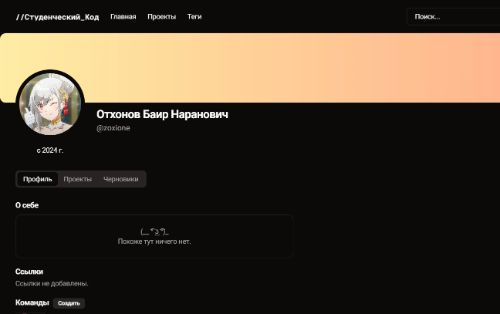 //Студенческий_Код Главная Проекты Теги Поиск...
Отхонов Баир Наранович
@zoxione
с 2024 г.
Профиль Проекты Черновики
О себе
Похоже тут ничего нет.
Ссылки
Ссылки не добавлены.
Команды Создать